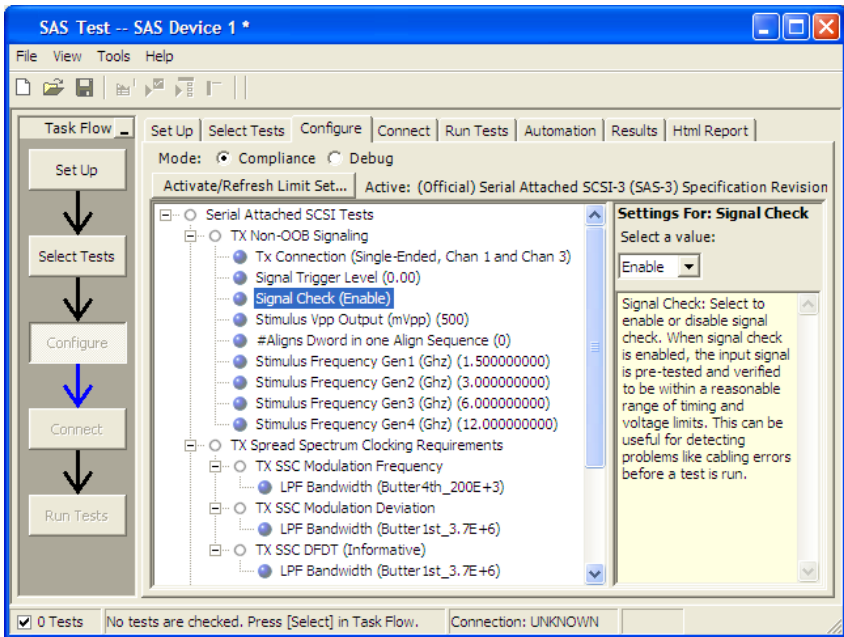 SAS Test -- SAS Device 1 *
File View Tools Help
Task Flow
Set Up
Select Tests
Configure
Connect
Run Tests
Set Up Select Tests Configure Connect Run Tests Automation Results Html Report
Mode: Compliance Debug
Activate/Refresh Limit Set... Active: (Official) Serial Attached SCSI-3 (SAS-3) Specification Revision
Serial Attached SCSI Tests
TX Non-OOB Signaling
Tx Connection (Single-Ended, Chan 1 and Chan 3)
Signal Trigger Level (0.00)
Signal Check (Enable)
Stimulus Vpp Output (mVpp) (500)
#Aligns Dword in one Align Sequence (0)
Stimulus Frequency Gen1 (Ghz) (1.500000000)
Stimulus Frequency Gen2 (Ghz) (3.000000000)
Stimulus Frequency Gen3 (Ghz) (6.000000000)
Stimulus Frequency Gen4 (Ghz) (12.000000000)
TX Spread Spectrum Clocking Requirements
TX SSC Modulation Frequency
LPF Bandwidth (Butter4th_200E+3)
TX SSC Modulation Deviation
LPF Bandwidth (Butter1st_3.7E+6)
TX SSC DFDT (Informative)
LPF Bandwidth (Butter1st_3.7E+6)
Settings For: Signal Check
Select a value:
Enable
Signal Check: Select to
enable or disable signal
check. When signal check
is enabled, the input signal
is pre-tested and verified
to be within a reasonable
range of timing and
voltage limits. This can be
useful for detecting
problems like cabling errors
before a test is run.
0 Tests No tests are checked. Press [Select] in Task Flow. Connection: UNKNOWN